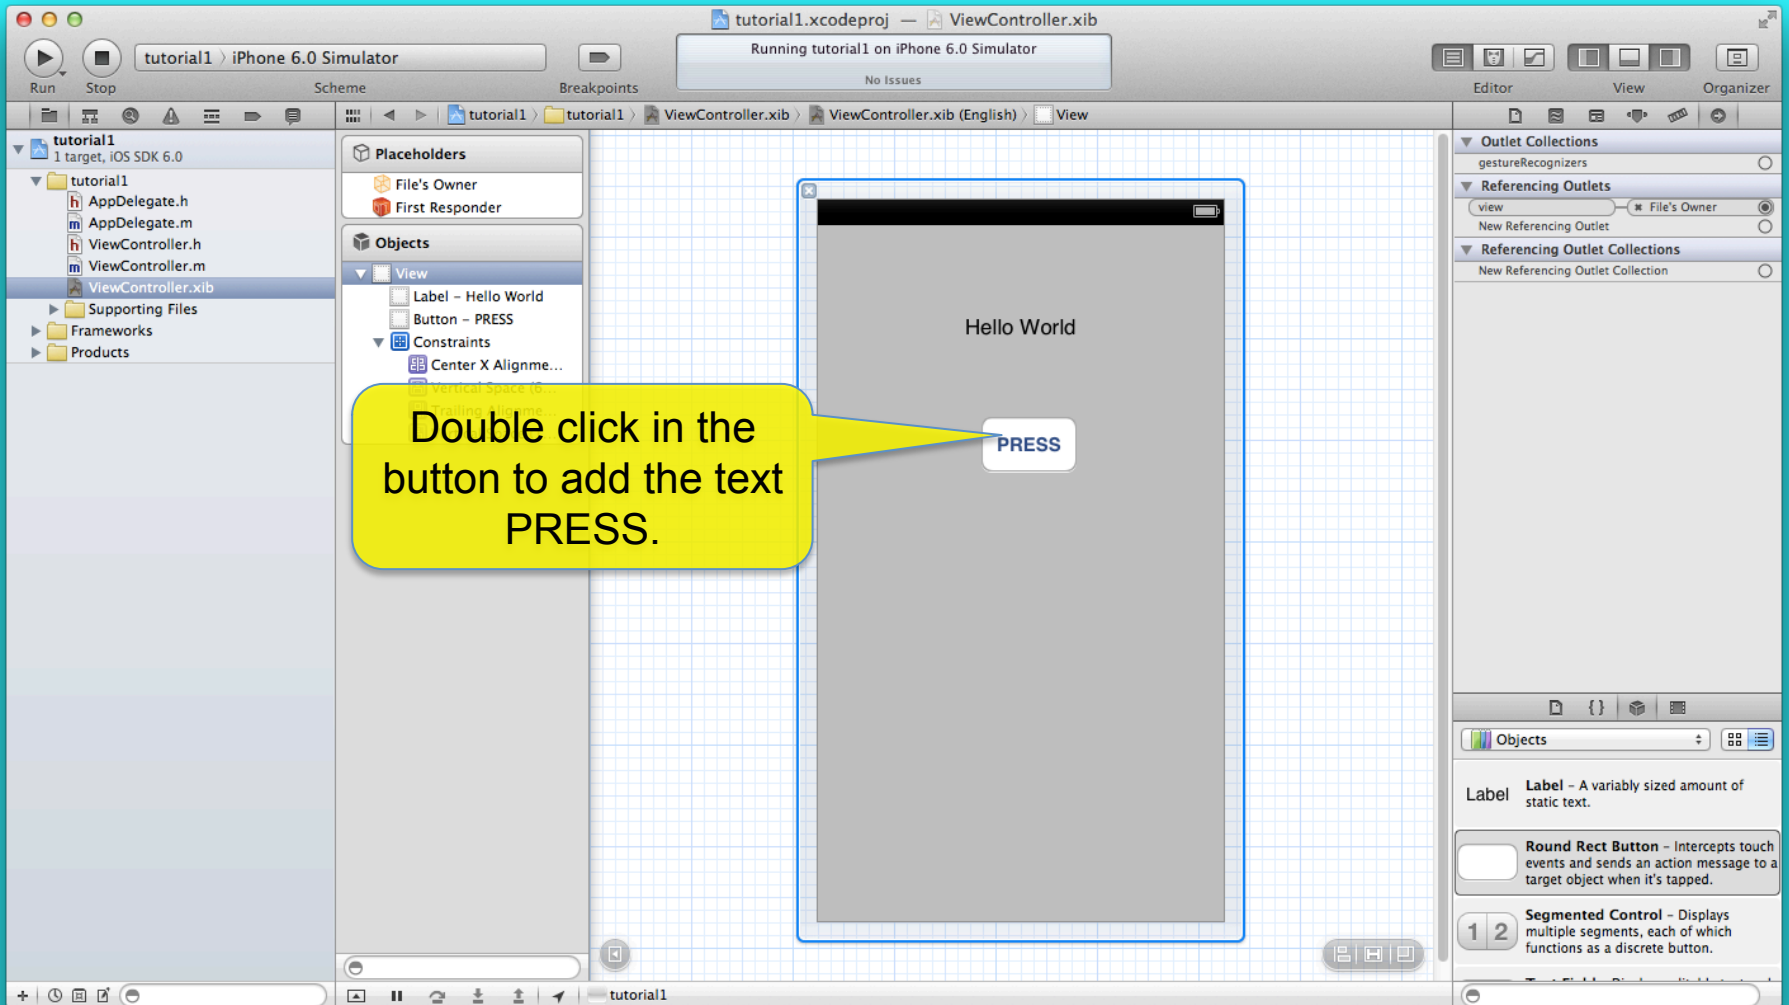 tutorial1.xcodeproj — ViewController.xib
tutorial1 〉 iPhone 6.0 Simulator
Running tutorial1 on iPhone 6.0 Simulator
No Issues
Run
Stop
Scheme
Breakpoints
Editor
View
Organizer
tutorial1 〉 tutorial1 〉 ViewController.xib 〉 ViewController.xib (English) 〉 View
tutorial1
1 target, iOS SDK 6.0
tutorial1
h AppDelegate.h
m AppDelegate.m
h ViewController.h
m ViewController.m
ViewController.xib
Supporting Files
Frameworks
Products
Placeholders
File's Owner
First Responder
Objects
View
Label – Hello World
Button – PRESS
Constraints
Center X Alignme...
Vertical Space (6...
Trailing Alignme...
Double click in the
button to add the text
PRESS.
Hello World
PRESS
Outlet Collections
gestureRecognizers
Referencing Outlets
view
File's Owner
New Referencing Outlet
Referencing Outlet Collections
New Referencing Outlet Collection
{ }
Objects
Label
Label – A variably sized amount of
static text.
Round Rect Button – Intercepts touch
events and sends an action message to a
target object when it's tapped.
1 2
Segmented Control – Displays
multiple segments, each of which
functions as a discrete button.
tutorial1